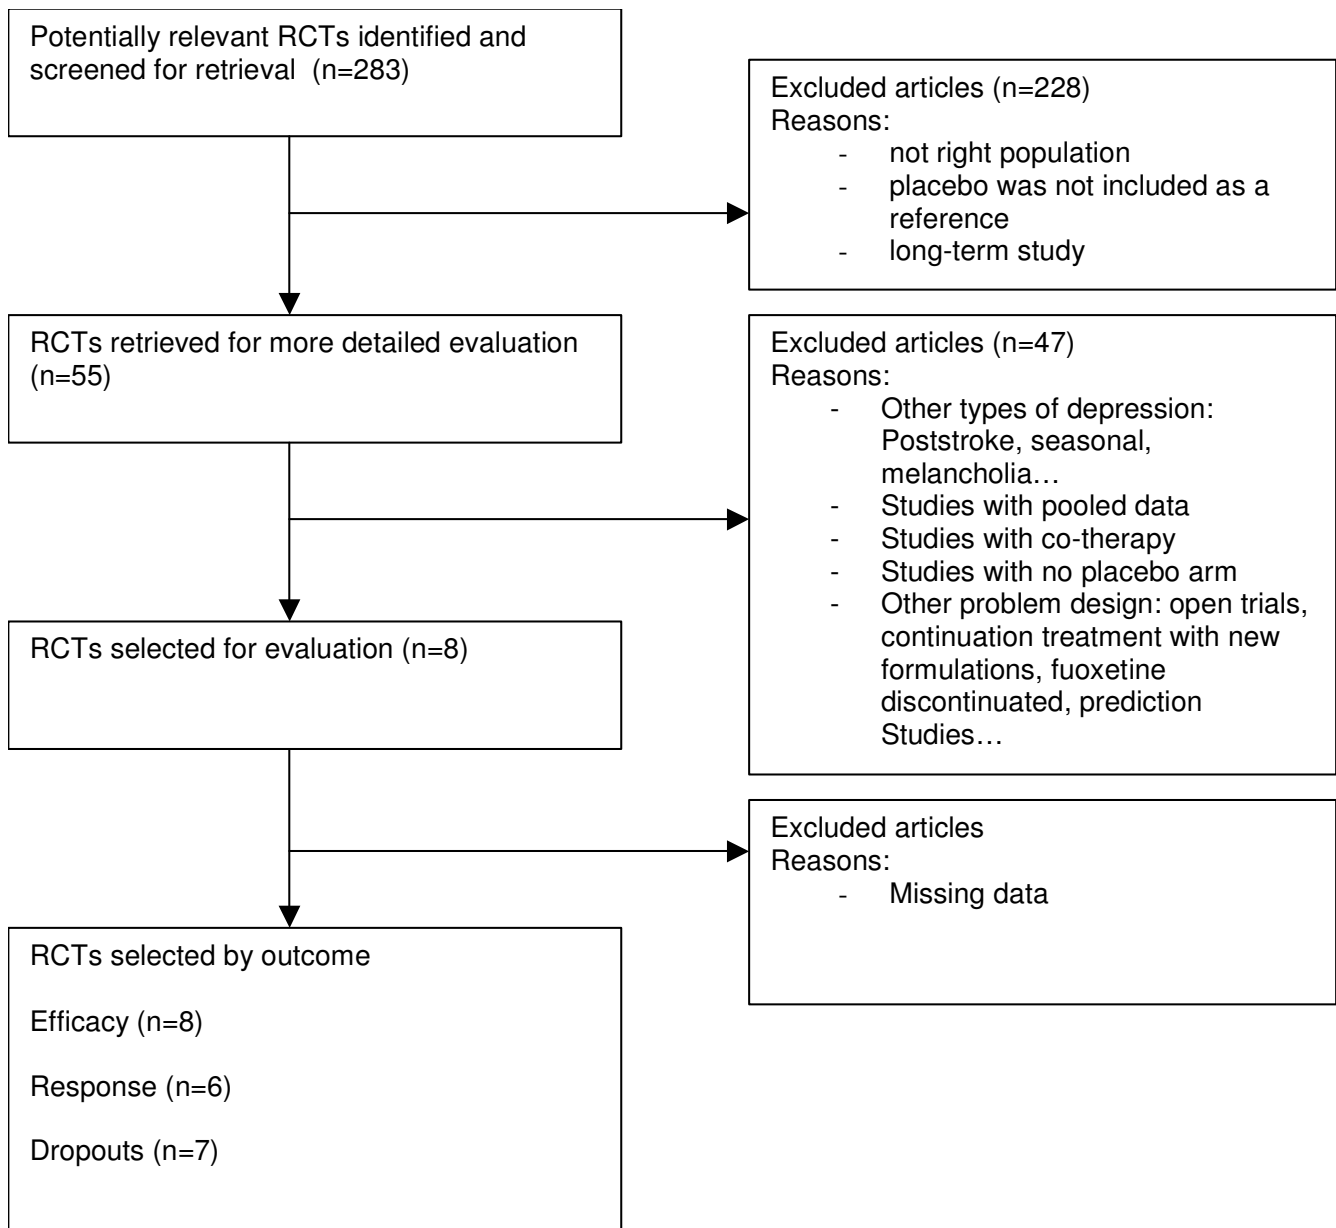 Potentially relevant RCTs identified and
screened for retrieval  (n=283)
Excluded articles (n=228)
Reasons:
- not right population
- placebo was not included as a
reference
- long-term study
RCTs retrieved for more detailed evaluation
(n=55)
Excluded articles (n=47)
Reasons:
- Other types of depression:
Poststroke, seasonal,
melancholia…
- Studies with pooled data
- Studies with co-therapy
- Studies with no placebo arm
- Other problem design: open trials,
continuation treatment with new
formulations, fuoxetine
discontinuated, prediction
Studies…
RCTs selected for evaluation (n=8)
Excluded articles
Reasons:
- Missing data
RCTs selected by outcome
Efficacy (n=8)
Response (n=6)
Dropouts (n=7)